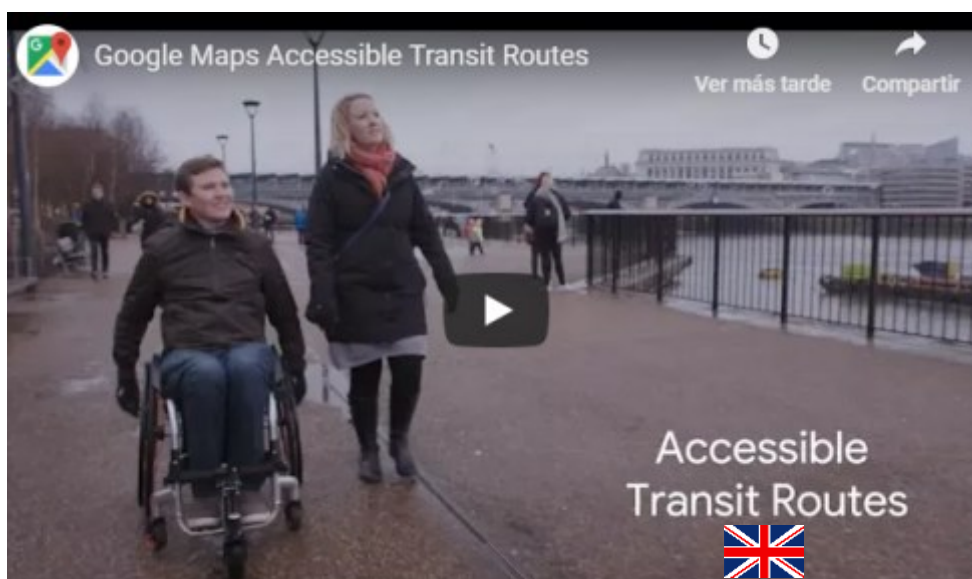 Google Maps Accessible Transit Routes
Ver más tarde
Compartir
Accessible
Transit Routes